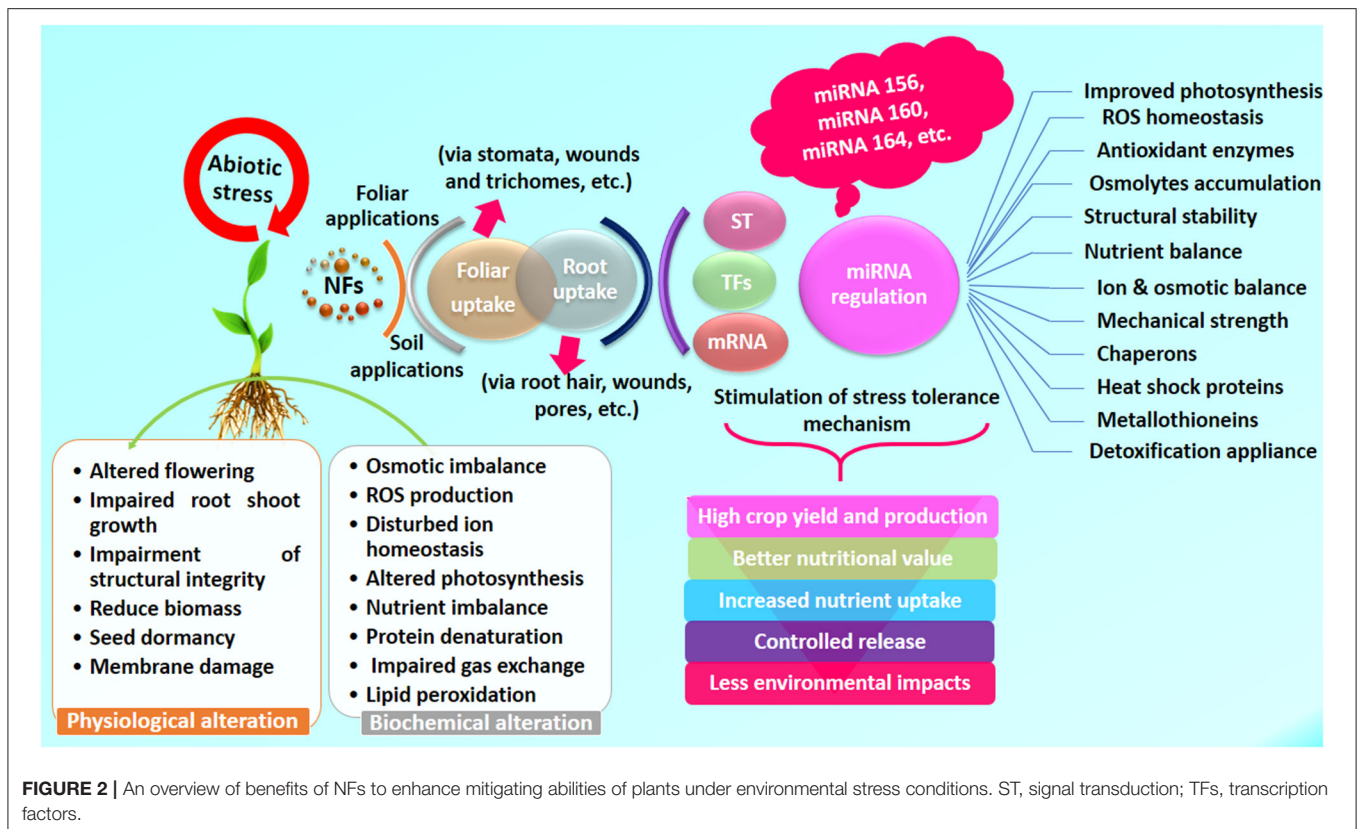 Abiotic
stress
NFs
Foliar
applications
Soil
applications
(via stomata, wounds
and trichomes, etc.)
Foliar
uptake
Root
uptake
(via root hair, wounds,
pores, etc.)
ST
TFs
mRNA
miRNA 156,
miRNA 160,
miRNA 164, etc.
miRNA
regulation
Improved photosynthesis
ROS homeostasis
Antioxidant enzymes
Osmolytes accumulation
Structural stability
Nutrient balance
Ion & osmotic balance
Mechanical strength
Chaperons
Heat shock proteins
Metallothioneins
Detoxification appliance
Stimulation of stress tolerance
mechanism
High crop yield and production
Better nutritional value
Increased nutrient uptake
Controlled release
Less environmental impacts
• Altered flowering
• Impaired root shoot
growth
• Impairment of
structural integrity
• Reduce biomass
• Seed dormancy
• Membrane damage
Physiological alteration
• Osmotic imbalance
• ROS production
• Disturbed ion
homeostasis
• Altered photosynthesis
• Nutrient imbalance
• Protein denaturation
• Impaired gas exchange
• Lipid peroxidation
Biochemical alteration
FIGURE 2 | An overview of benefits of NFs to enhance mitigating abilities of plants under environmental stress conditions. ST, signal transduction; TFs, transcription
factors.